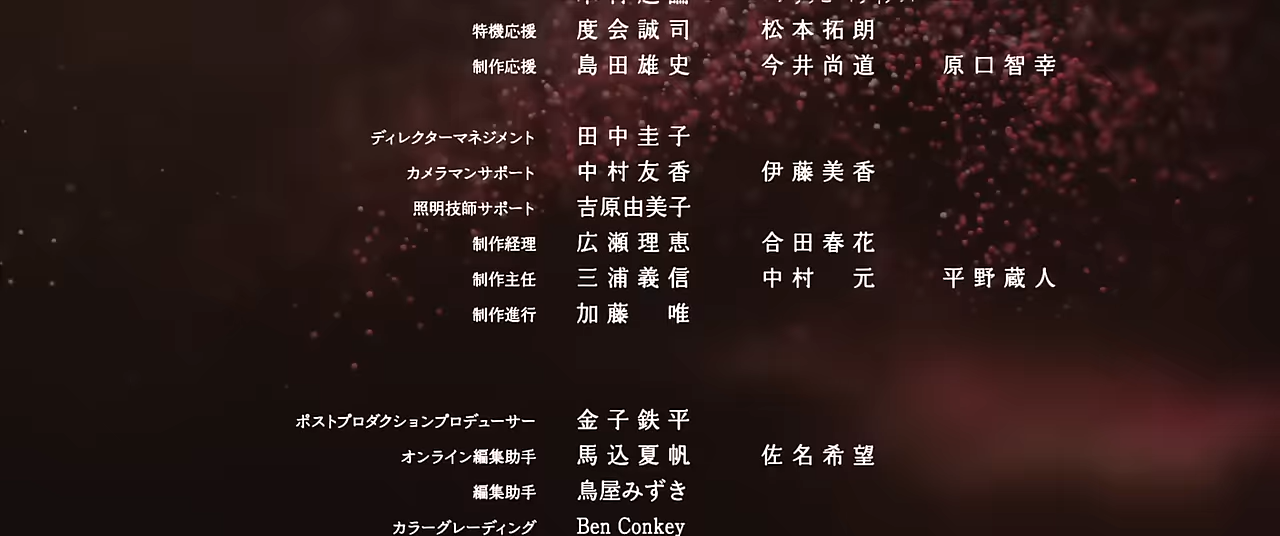 特機応援 度会誠司 松本拓朗
制作応援 島田雄史 今井尚道 原口智幸
ディレクターマネジメント 田中圭子
カメラマンサポート 中村友香 伊藤美香
照明技師サポート 吉原由美子
制作経理 広瀬理恵 合田春花
制作主任 三浦義信 中村 元 平野蔵人
制作進行 加藤 唯
ポストプロダクションプロデューサー 金子鉄平
オンライン編集助手 馬込夏帆 佐名希望
編集助手 鳥屋みずき
カラーグレーディング Ben Conkey